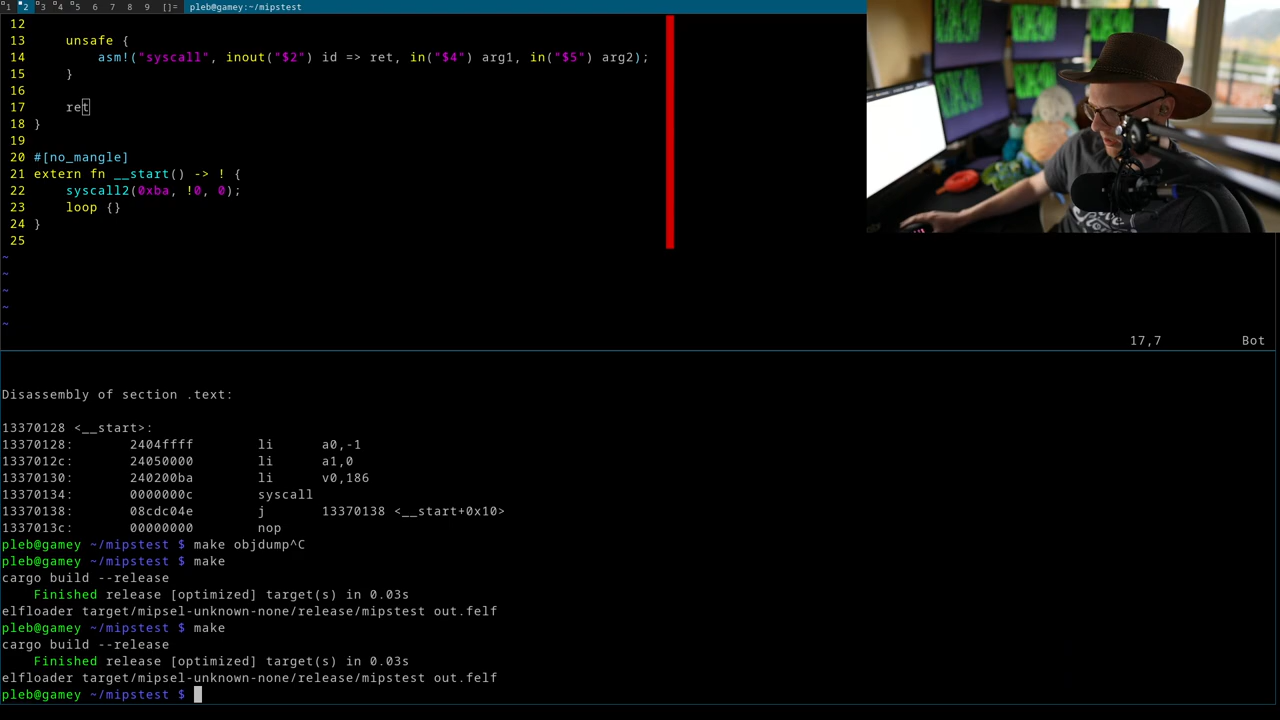 1 2 3 4 5 6 7 8 9 []= pleb@gamey:~/mipstest
12
13 unsafe {
14 asm!("syscall", inout("$2") id => ret, in("$4") arg1, in("$5") arg2);
15 }
16
17 ret
18 }
19
20 #[no_mangle]
21 extern fn __start() -> ! {
22 syscall2(0xba, !0, 0);
23 loop {}
24 }
25
~
~
~
~
~
17,7 Bot
Disassembly of section .text:
13370128 <__start>:
13370128: 2404ffff li a0,-1
1337012c: 24050000 li a1,0
13370130: 240200ba li v0,186
13370134: 0000000c syscall
13370138: 08cdc04e j 13370138 <__start+0x10>
1337013c: 00000000 nop
pleb@gamey ~/mipstest $ make objdump^C
pleb@gamey ~/mipstest $ make
cargo build --release
Finished release [optimized] target(s) in 0.03s
elfloader target/mipsel-unknown-none/release/mipstest out.felf
pleb@gamey ~/mipstest $ make
cargo build --release
Finished release [optimized] target(s) in 0.03s
elfloader target/mipsel-unknown-none/release/mipstest out.felf
pleb@gamey ~/mipstest $